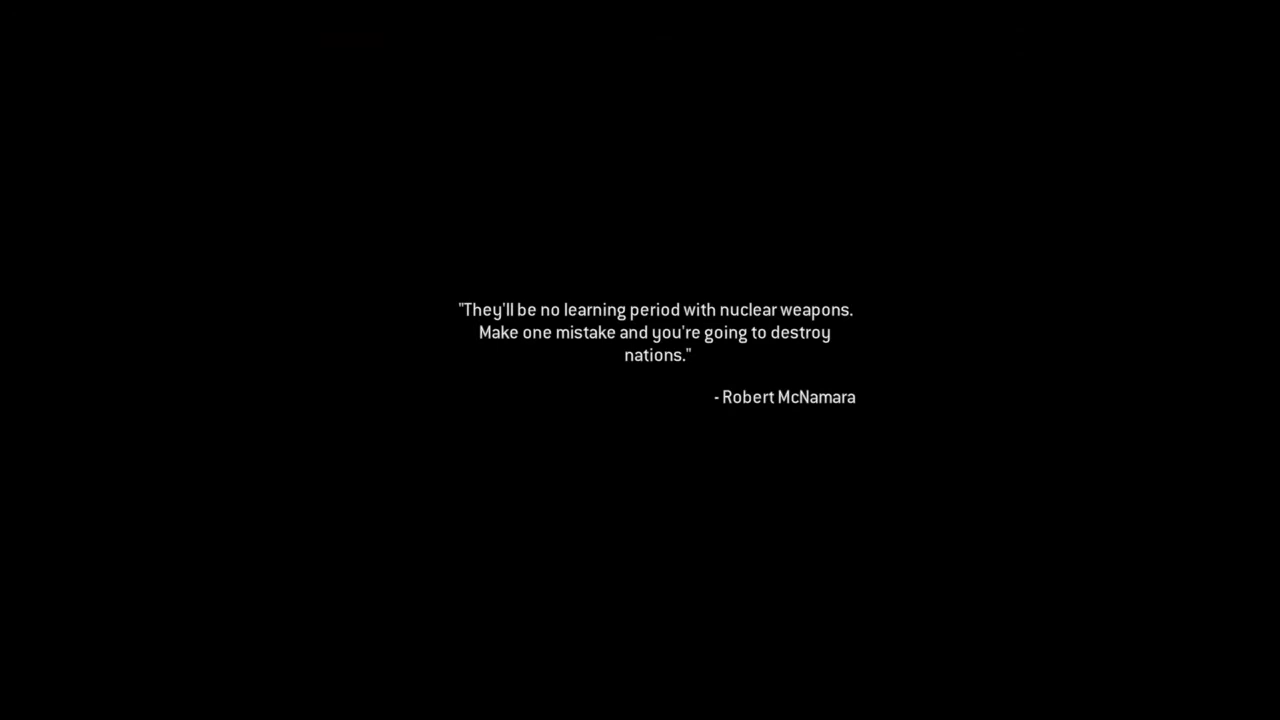 "They'll be no learning period with nuclear weapons.
Make one mistake and you're going to destroy
nations."
- Robert McNamara